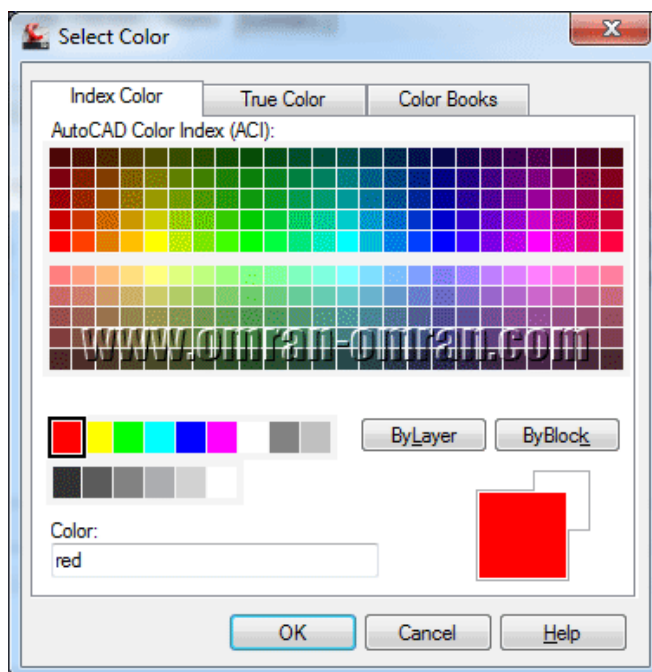 Select Color
Index Color
True Color
Color Books
AutoCAD Color Index (ACI):
www.omran-omran.com
ByLayer
ByBlock
Color:
red
OK
Cancel
Help